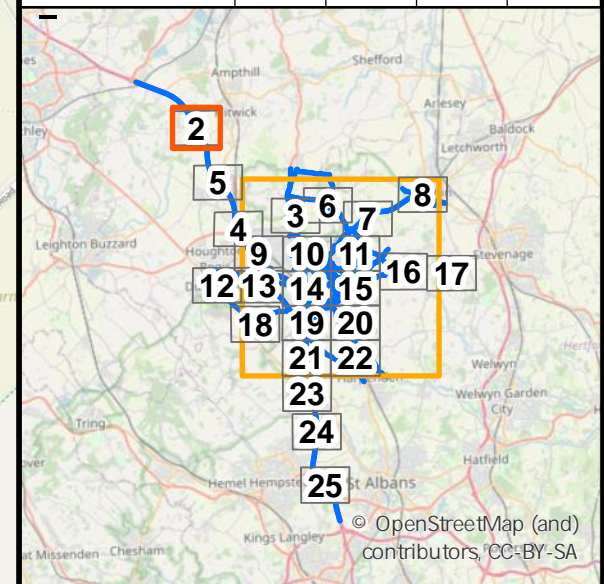 Shefford
Ampthill
Arlesey
Baldock
Letchworth
2
5
8
6
3
7
4
Leighton Buzzard
Stevenage
9
10
11
12
13
14
15
16
17
18
19
20
21
22
Welwyn
23
Welwyn Garden
City
Tring
24
Hatfield
Hemel Hemps
25
St Albans
Kings Langley
Chesham
© OpenStreetMap (and)
contributors, CC-BY-SA